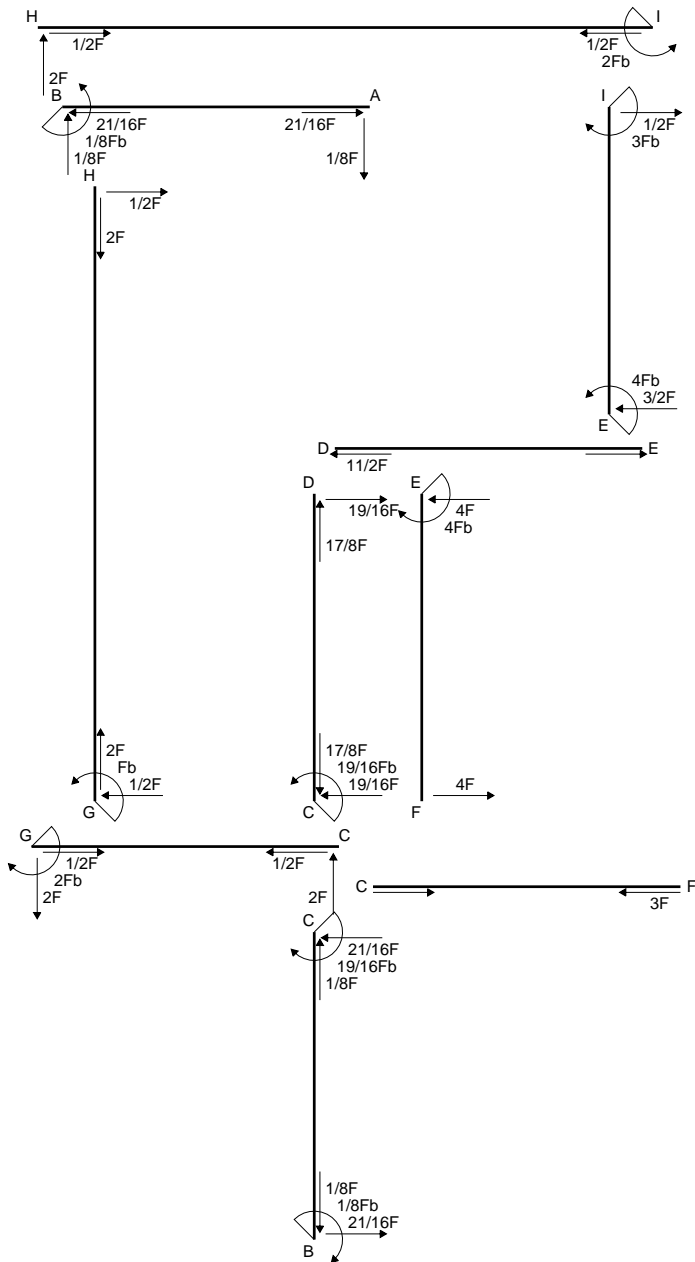 H I
1/2F 1/2F
2F 2Fb
B A I
21/16F 21/16F 1/2F
1/8Fb 3Fb
1/8F 1/8F
H
1/2F
2F
4Fb
3/2F
E
D E
11/2F
D E
19/16F 4F
4Fb
17/8F
2F 17/8F
Fb 19/16Fb
1/2F 19/16F 4F
G C F
G C
1/2F 1/2F
2Fb
2F 2F
C F
3F
C
21/16F
19/16Fb
1/8F
1/8F
1/8Fb
21/16F
B